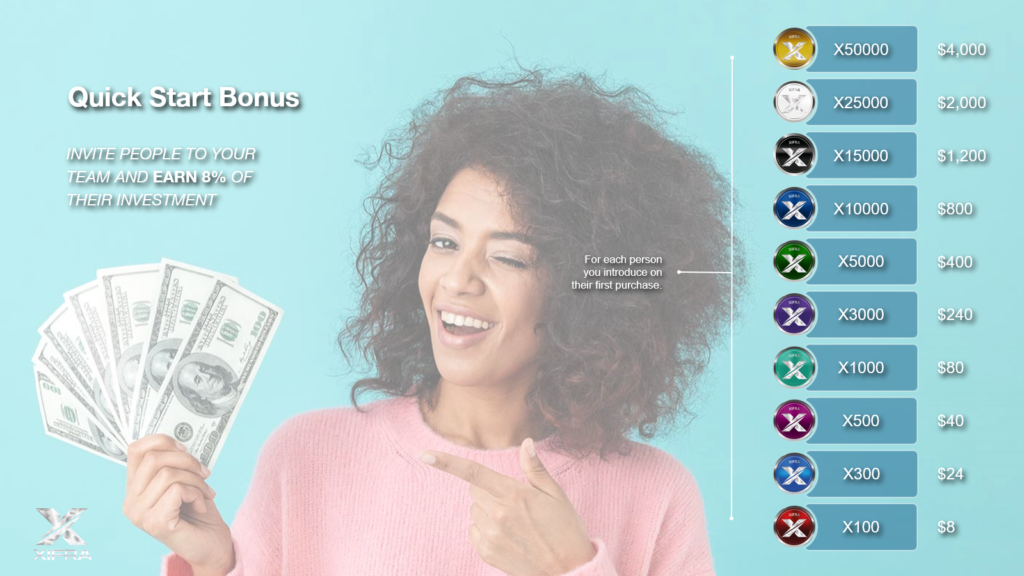 Quick Start Bonus
INVITE PEOPLE TO YOUR
TEAM AND EARN 8% OF
THEIR INVESTMENT
For each person
you introduce on
their first purchase.
X50000 $4,000
X25000 $2,000
X15000 $1,200
X10000 $800
X5000 $400
X3000 $240
X1000 $80
X500 $40
X300 $24
X100 $8
XIFRA